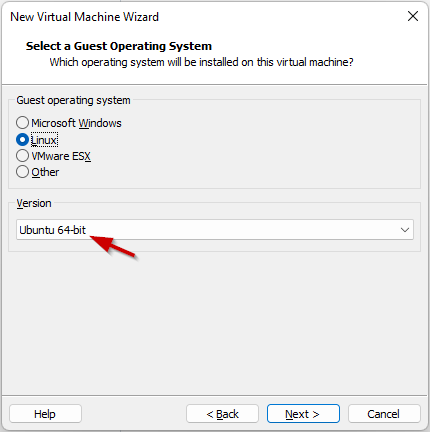 New Virtual Machine Wizard
Select a Guest Operating System
Which operating system will be installed on this virtual machine?
Guest operating system
Microsoft Windows
Linux
VMware ESX
Other
Version
Ubuntu 64-bit
Help
< Back
Next >
Cancel